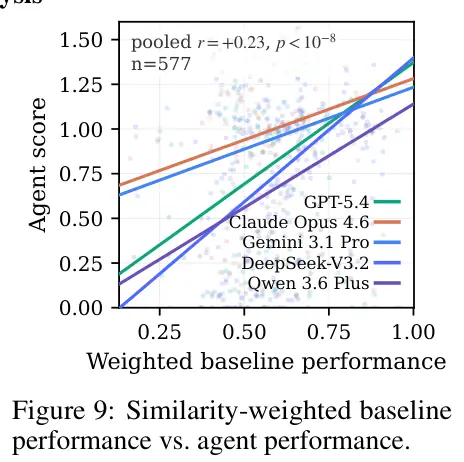 ysis
pooled r=+0.23, p<10⁻⁸
n=577
1.50
1.25
1.00
0.75
0.50
0.25
0.00
Agent score
GPT-5.4
Claude Opus 4.6
Gemini 3.1 Pro
DeepSeek-V3.2
Qwen 3.6 Plus
0.25 0.50 0.75 1.00
Weighted baseline performance
Figure 9: Similarity-weighted baseline
performance vs. agent performance.